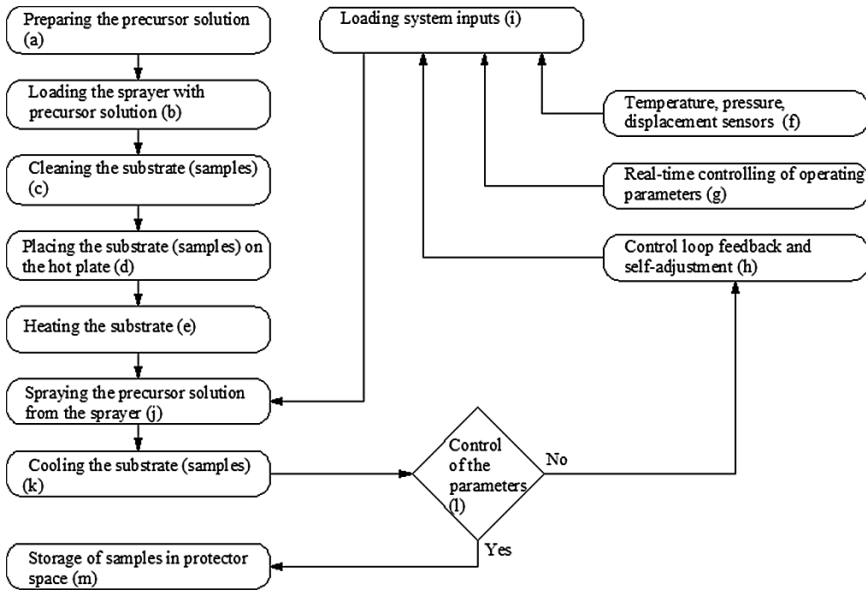 Preparing the precursor solution
(a)
Loading the sprayer with
precursor solution (b)
Cleaning the substrate (samples)
(c)
Placing the substrate (samples) on
the hot plate (d)
Heating the substrate (e)
Spraying the precursor solution
from the sprayer (j)
Cooling the substrate (samples)
(k)
Storage of samples in protector
space (m)
Loading system inputs (i)
Temperature, pressure,
displacement sensors (f)
Real-time controlling of operating
parameters (g)
Control loop feedback and
self-adjustment (h)
Control
of the
parameters
(l)
No
Yes